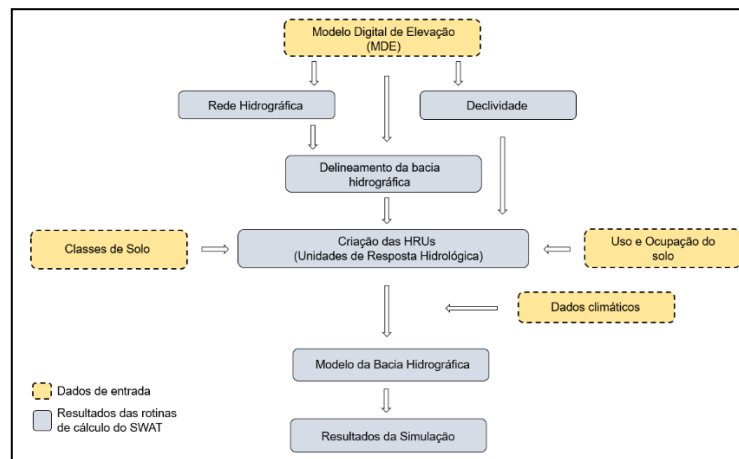 Modelo Digital de Elevação
(MDE)
Rede Hidrográfica
Declividade
Delineamento da bacia
hidrográfica
Classes de Solo
Criação das HRUs
(Unidades de Resposta Hidrológica)
Uso e Ocupação do
solo
Dados climáticos
Modelo da Bacia Hidrográfica
Dados de entrada
Resultados das rotinas
de cálculo do SWAT
Resultados da Simulação